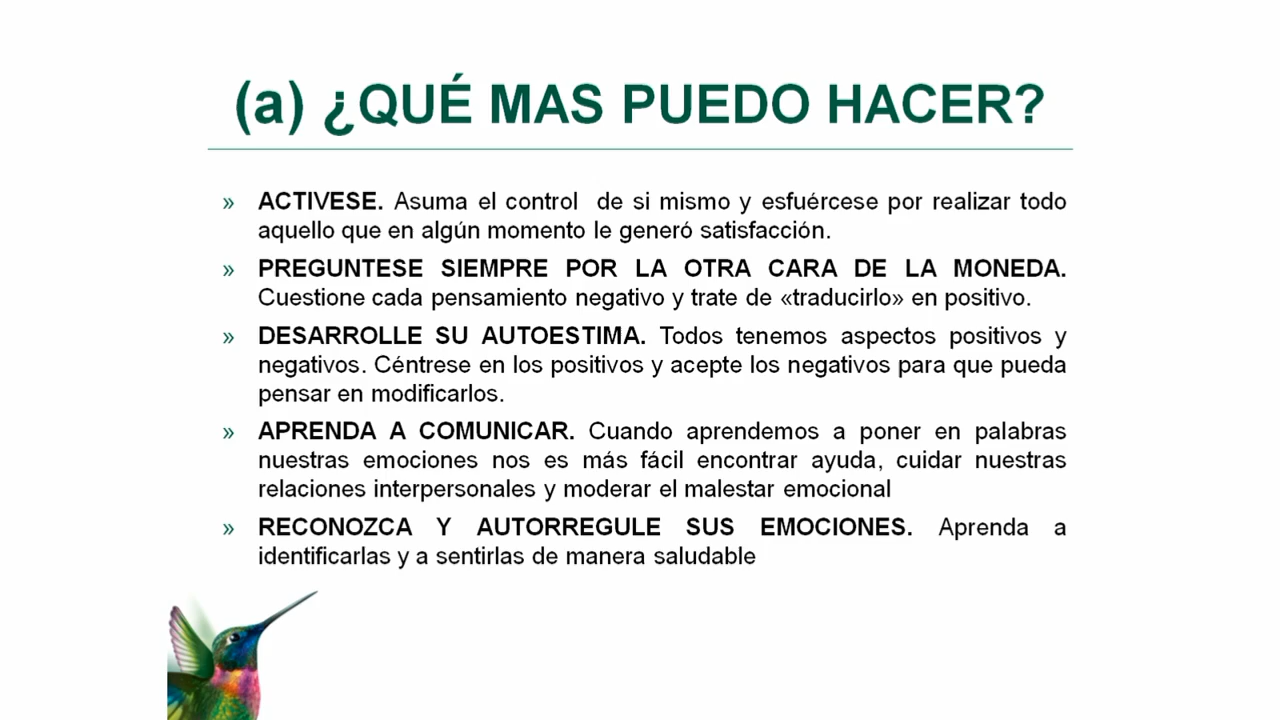 (a) ¿QUÉ MAS PUEDO HACER?
» ACTIVESE. Asuma el control de si mismo y esfuércese por realizar todo
aquello que en algún momento le generó satisfacción.
» PREGUNTESE SIEMPRE POR LA OTRA CARA DE LA MONEDA.
Cuestione cada pensamiento negativo y trate de «traducirlo» en positivo.
» DESARROLLE SU AUTOESTIMA. Todos tenemos aspectos positivos y
negativos. Céntrese en los positivos y acepte los negativos para que pueda
pensar en modificarlos.
» APRENDA A COMUNICAR. Cuando aprendemos a poner en palabras
nuestras emociones nos es más fácil encontrar ayuda, cuidar nuestras
relaciones interpersonales y moderar el malestar emocional
» RECONOZCA Y AUTORREGULE SUS EMOCIONES. Aprenda a
identificarlas y a sentirlas de manera saludable